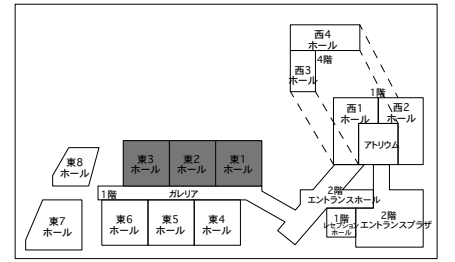 西4
ホール
西3
ホール
4階
1階
西1
ホール
西2
ホール
アトリウム
東8
ホール
東3
ホール
東2
ホール
東1
ホール
1階
ガレリア
2階
エントランスホール
東7
ホール
東6
ホール
東5
ホール
東4
ホール
1階
レセプション
ホール
2階
エントランスプラザ